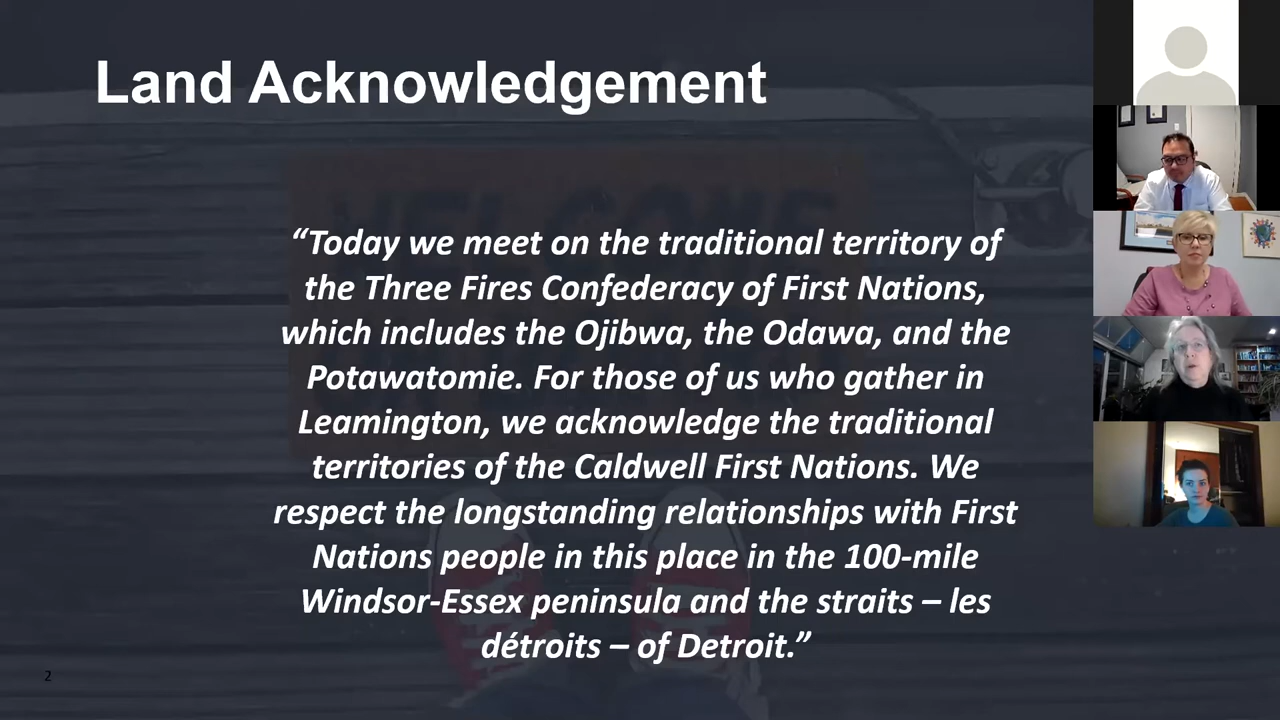 Land Acknowledgement
“Today we meet on the traditional territory of
the Three Fires Confederacy of First Nations,
which includes the Ojibwa, the Odawa, and the
Potawatomie. For those of us who gather in
Leamington, we acknowledge the traditional
territories of the Caldwell First Nations. We
respect the longstanding relationships with First
Nations people in this place in the 100-mile
Windsor-Essex peninsula and the straits – les
détroits – of Detroit.”
2